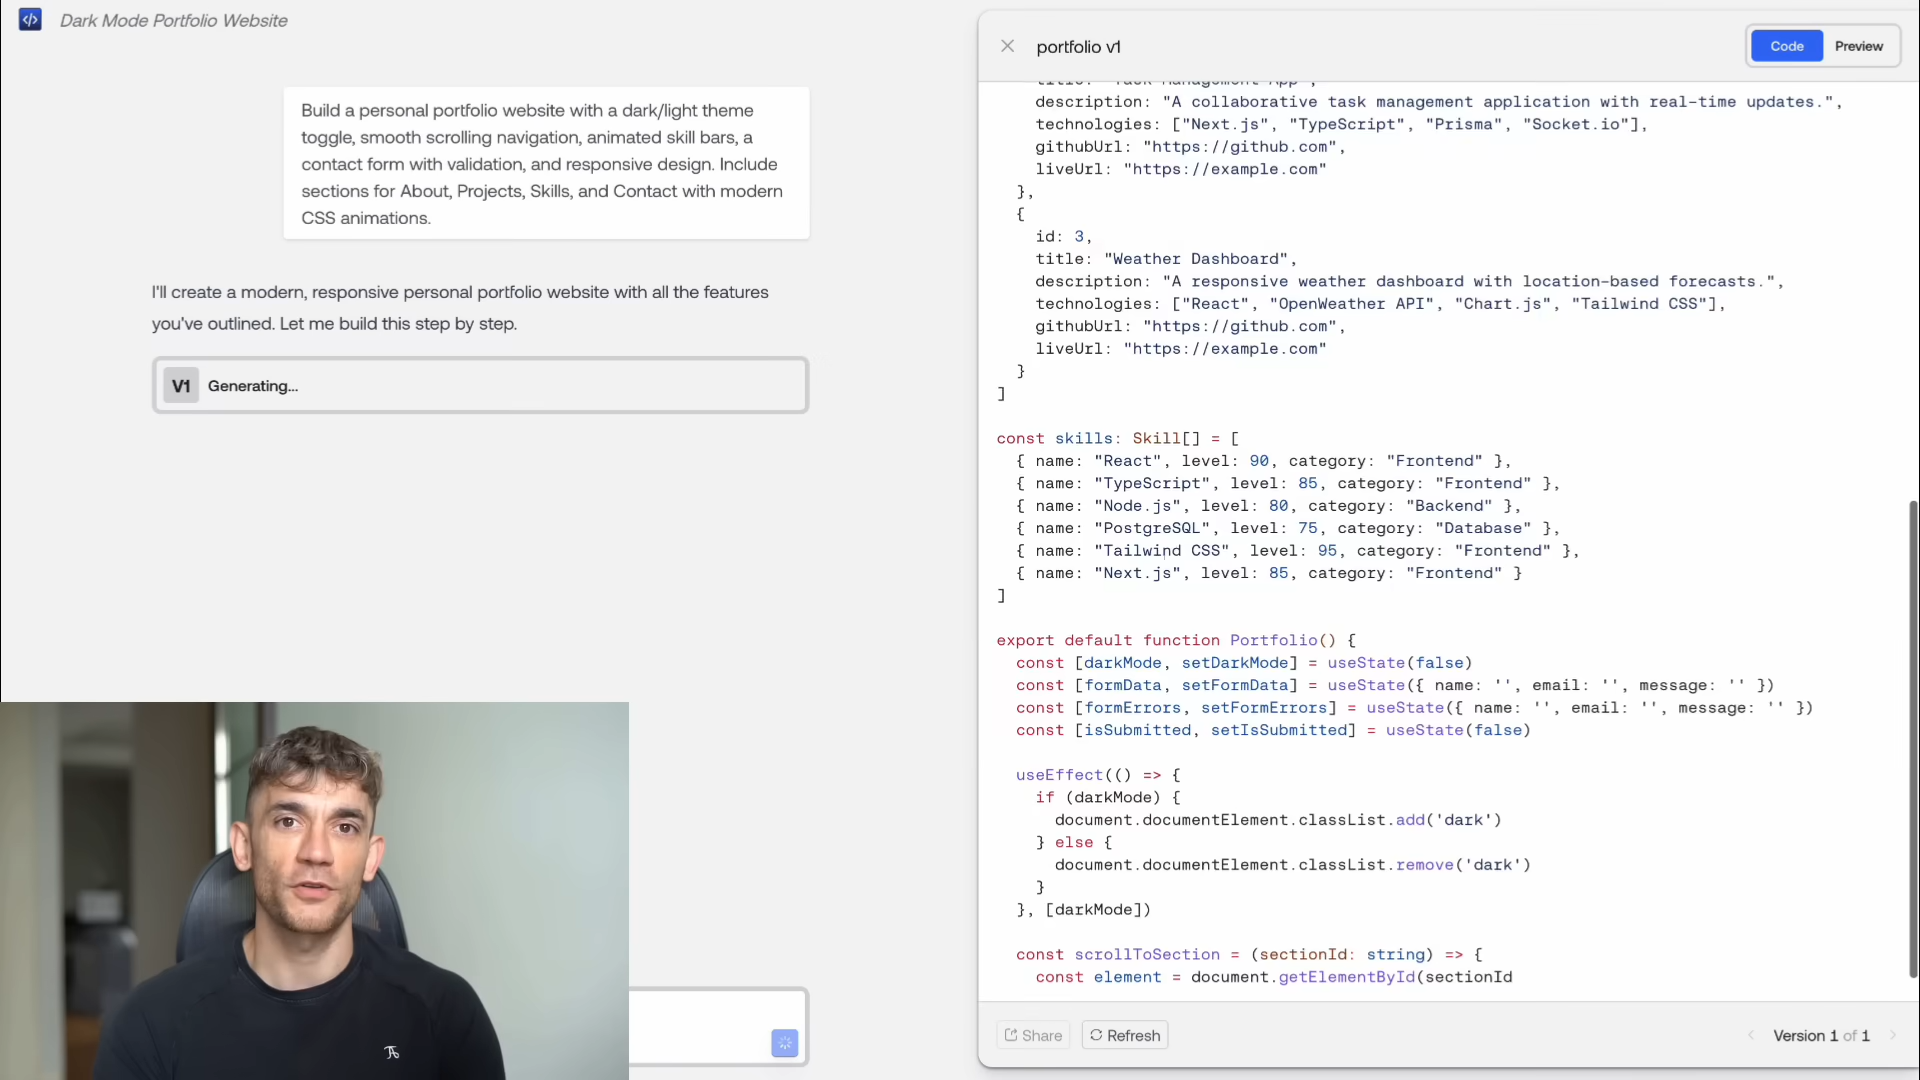 Dark Mode Portfolio Website
Build a personal portfolio website with a dark/light theme
toggle, smooth scrolling navigation, animated skill bars, a
contact form with validation, and responsive design. Include
sections for About, Projects, Skills, and Contact with modern
CSS animations.
I'll create a modern, responsive personal portfolio website with all the features
you've outlined. Let me build this step by step.
V1 Generating...
portfolio v1
Code Preview
title: "Task Management App",
description: "A collaborative task management application with real-time updates.",
technologies: ["Next.js", "TypeScript", "Prisma", "Socket.io"],
githubUrl: "https://github.com",
liveUrl: "https://example.com"
},
{
id: 3,
title: "Weather Dashboard",
description: "A responsive weather dashboard with location-based forecasts.",
technologies: ["React", "OpenWeather API", "Chart.js", "Tailwind CSS"],
githubUrl: "https://github.com",
liveUrl: "https://example.com"
}
]
const skills: Skill[] = [
{ name: "React", level: 90, category: "Frontend" },
{ name: "TypeScript", level: 85, category: "Frontend" },
{ name: "Node.js", level: 80, category: "Backend" },
{ name: "PostgreSQL", level: 75, category: "Database" },
{ name: "Tailwind CSS", level: 95, category: "Frontend" },
{ name: "Next.js", level: 85, category: "Frontend" }
]
export default function Portfolio() {
const [darkMode, setDarkMode] = useState(false)
const [formData, setFormData] = useState({ name: '', email: '', message: '' })
const [formErrors, setFormErrors] = useState({ name: '', email: '', message: '' })
const [isSubmitted, setIsSubmitted] = useState(false)
useEffect(() => {
if (darkMode) {
document.documentElement.classList.add('dark')
} else {
document.documentElement.classList.remove('dark')
}
}, [darkMode])
const scrollToSection = (sectionId: string) => {
const element = document.getElementById(sectionId
Share Refresh
Version 1 of 1